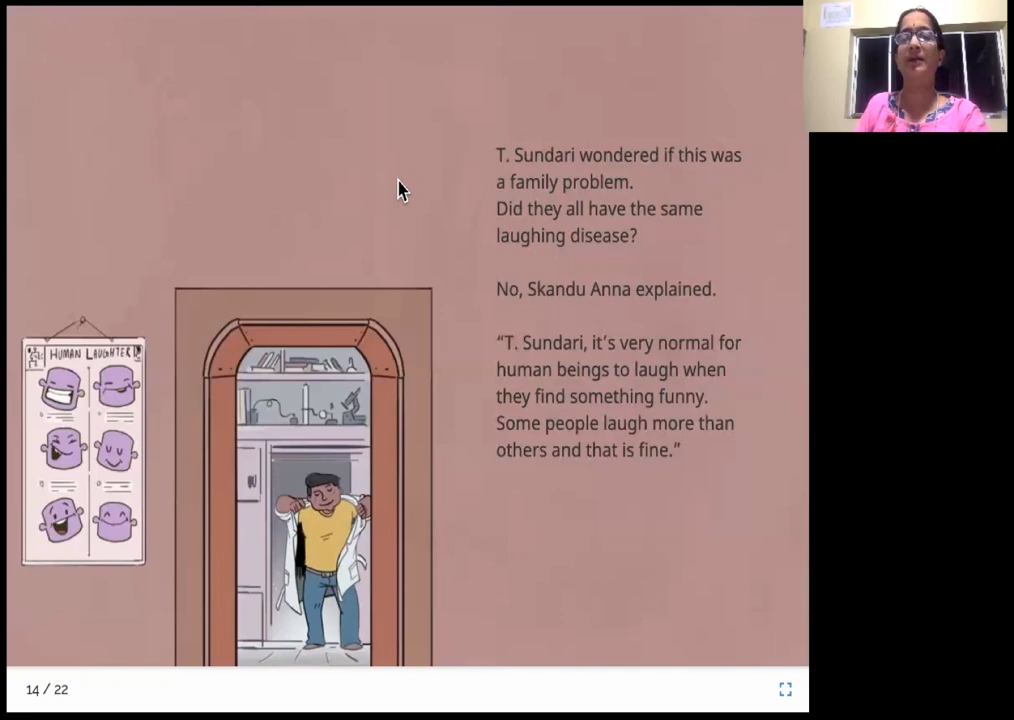 T. Sundari wondered if this was
a family problem.
Did they all have the same
laughing disease?
No, Skandu Anna explained.
“T. Sundari, it’s very normal for
human beings to laugh when
they find something funny.
Some people laugh more than
others and that is fine.”
HUMAN LAUGHTER
14 / 22